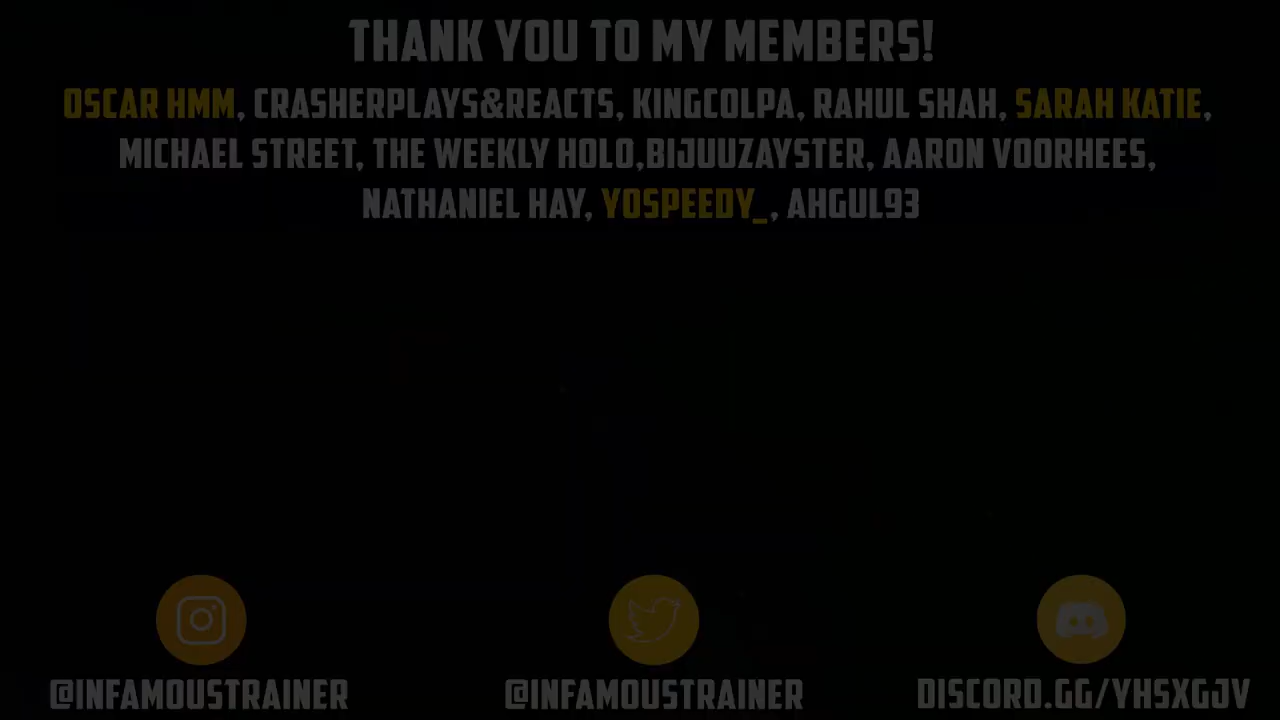 THANK YOU TO MY MEMBERS!
OSCAR HMM, CRASHERPLAYS&REACTS, KINGCOLPA, RAHUL SHAH, SARAH KATIE,
MICHAEL STREET, THE WEEKLY HOLO,BIJUUZAYSTER, AARON VOORHEES,
NATHANIEL HAY, YOSPEEDY_, AHGUL93
@INFAMOUSTRAINER
@INFAMOUSTRAINER
DISCORD.GG/YHSXGJV